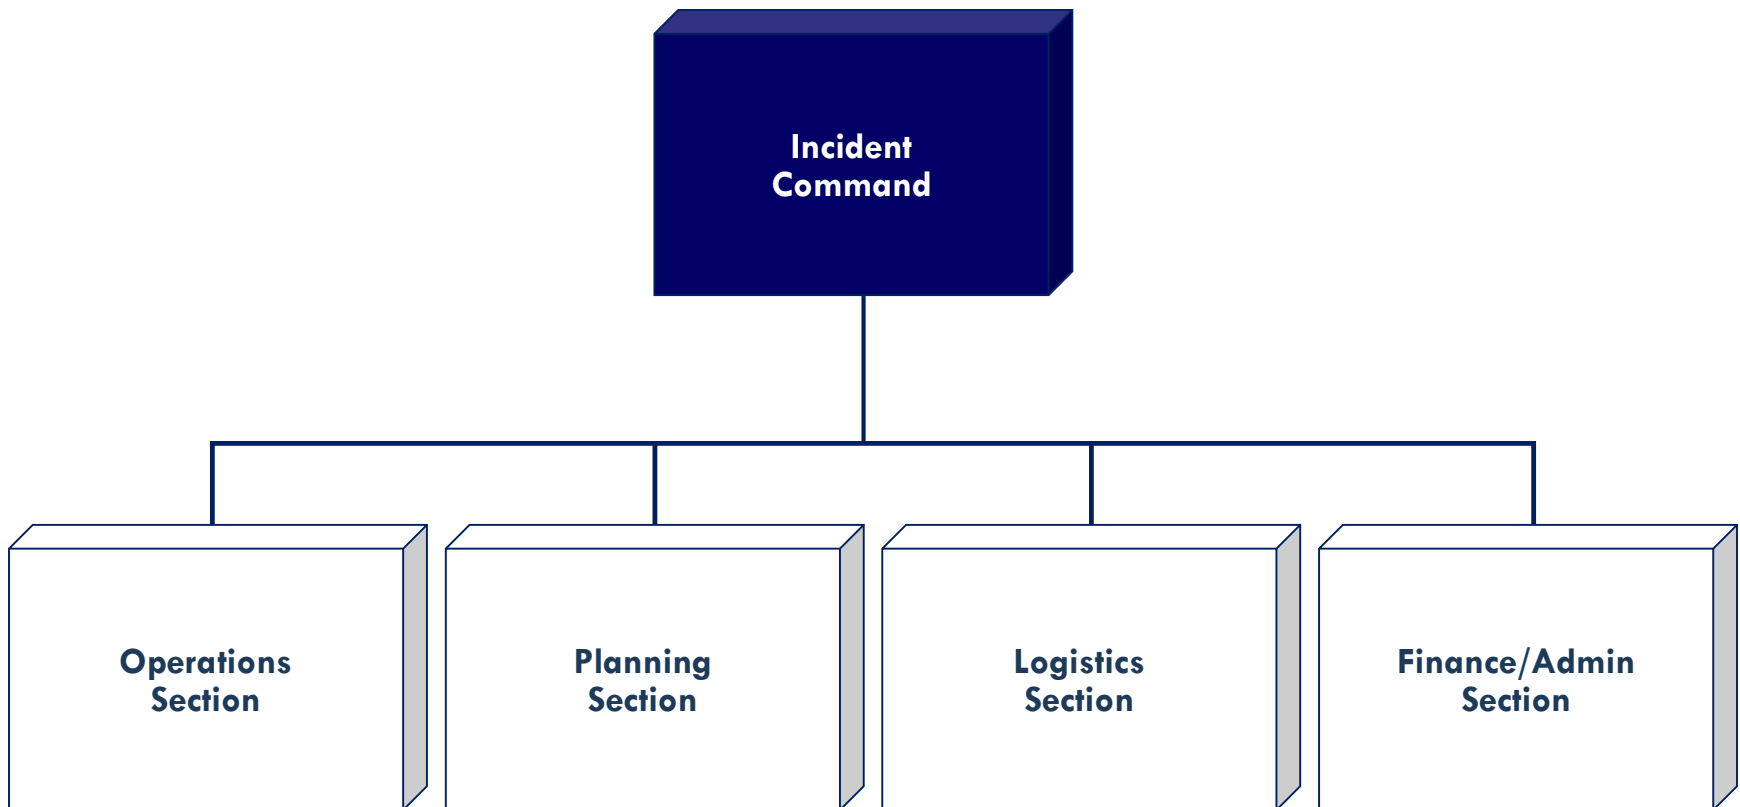 Incident
Command
Operations
Section
Planning
Section
Logistics
Section
Finance/Admin
Section